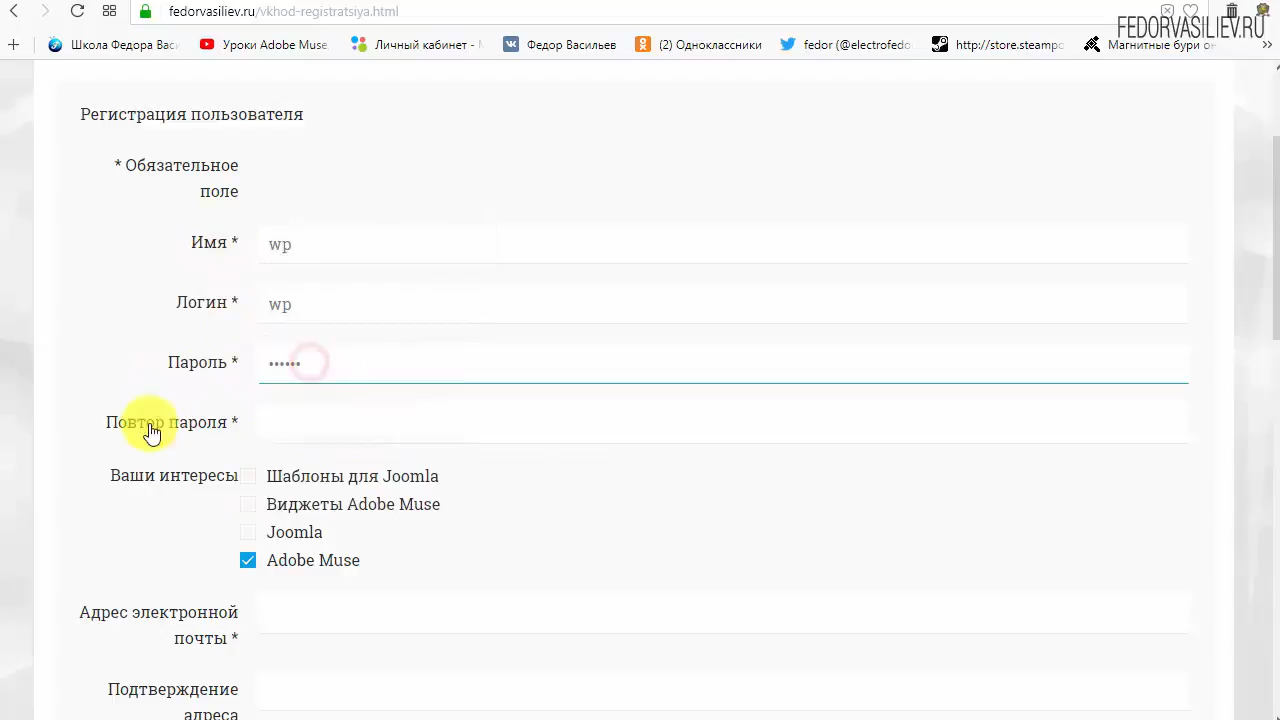 fedorvasiliev.ru/vkhod-registratsiya.html
FEDORVASILIEV.RU
Школа Федора Васи
Уроки Adobe Muse.
Личный кабинет -
Федор Васильев
(2) Одноклассники
fedor (@electrofedo
http://store.steampo
Магнитные бури о
Регистрация пользователя
* Обязательное
поле
Имя *
wp
Логин *
wp
Пароль *
••••••
Повтор пароля *
Ваши интересы
Шаблоны для Joomla
Виджеты Adobe Muse
Joomla
Adobe Muse
Адрес электронной
почты *
Подтверждение
адреса